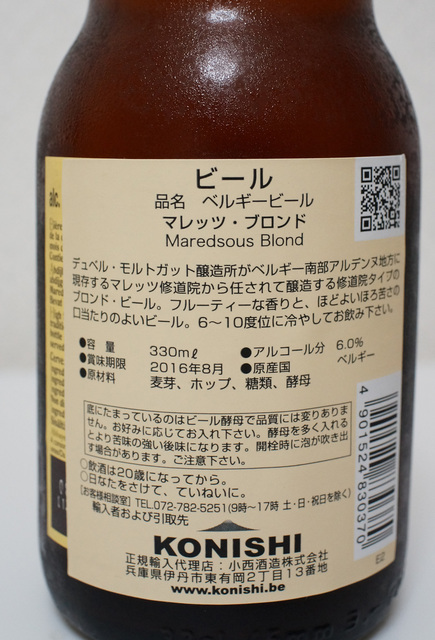 ビール
品名 ベルギービール
マレッツ・ブロンド
Maredsous Blond
デュベル・モルトガット醸造所がベルギー南部アルデンヌ地方に
現存するマレッツ修道院から任されて醸造する修道院タイプの
ブロンド・ビール。フルーティーな香りと、ほどよいほろ苦さの
口当たりのよいビール。6〜10度位に冷やしてお飲み下さい。
●容量 330mℓ ●アルコール分 6.0%
●賞味期限 2016年8月 ●原産国 ベルギー
●原材料 麦芽、ホップ、糖類、酵母
底にたまっているのはビール酵母で品質には変りありま
せん。お好みに応じてお入れ下さい。酵母を多く入れる
とより苦味の強い後味になります。開栓時に泡が吹き出
す場合があります。ご注意下さい。
○飲酒は20歳になってから。
○日なたをさけて、ていねいに。
[お客様相談室] TEL.072-782-5251(9時〜17時 土・日・祝日を除く)
輸入者および引取先
KONISHI
正規輸入代理店：小西酒造株式会社
兵庫県伊丹市東有岡2丁目13番地
www.konishi.be
4 901524 830370
ale.